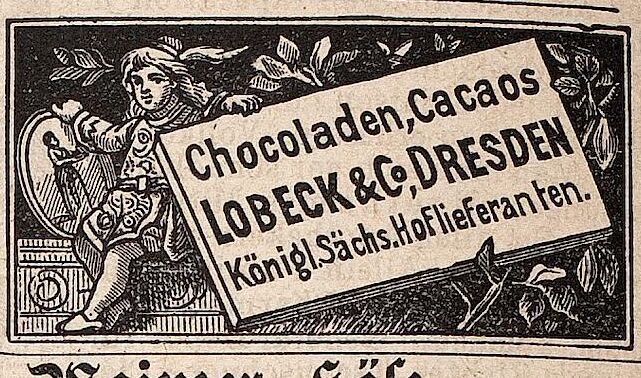 Chocoladen, Cacaos
LOBECK & Co, DRESDEN
Königl. Sächs. Hoflieferanten.